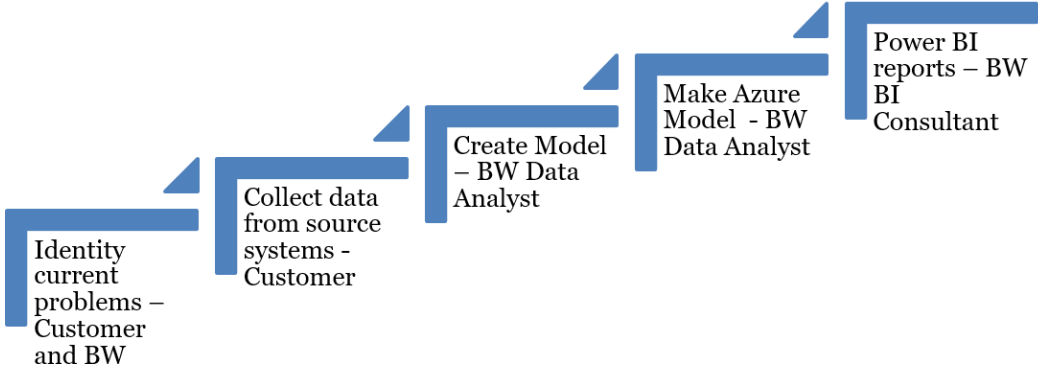 Identity
current
problems –
Customer
and BW
Collect data
from source
systems -
Customer
Create Model
– BW Data
Analyst
Make Azure
Model  - BW
Data Analyst
Power BI
reports – BW
BI
Consultant